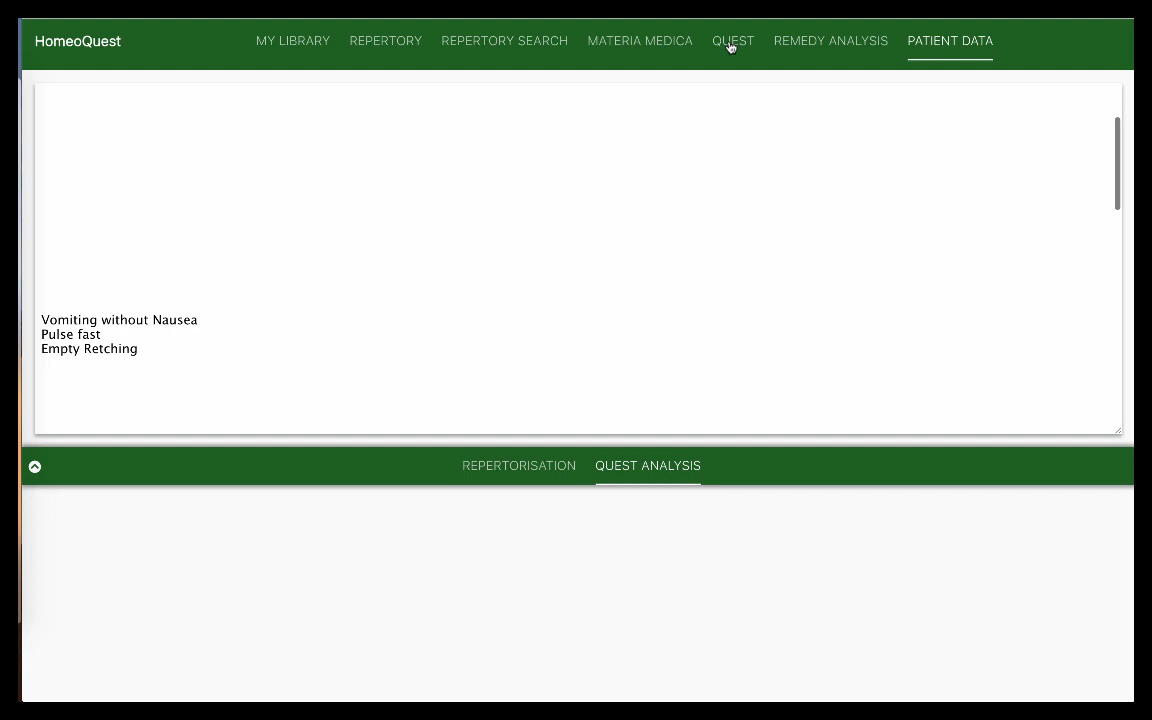 HomeoQuest MY LIBRARY REPERTORY REPERTORY SEARCH MATERIA MEDICA QUEST REMEDY ANALYSIS PATIENT DATA
Vomiting without Nausea
Pulse fast
Empty Retching
REPERTORISATION QUEST ANALYSIS